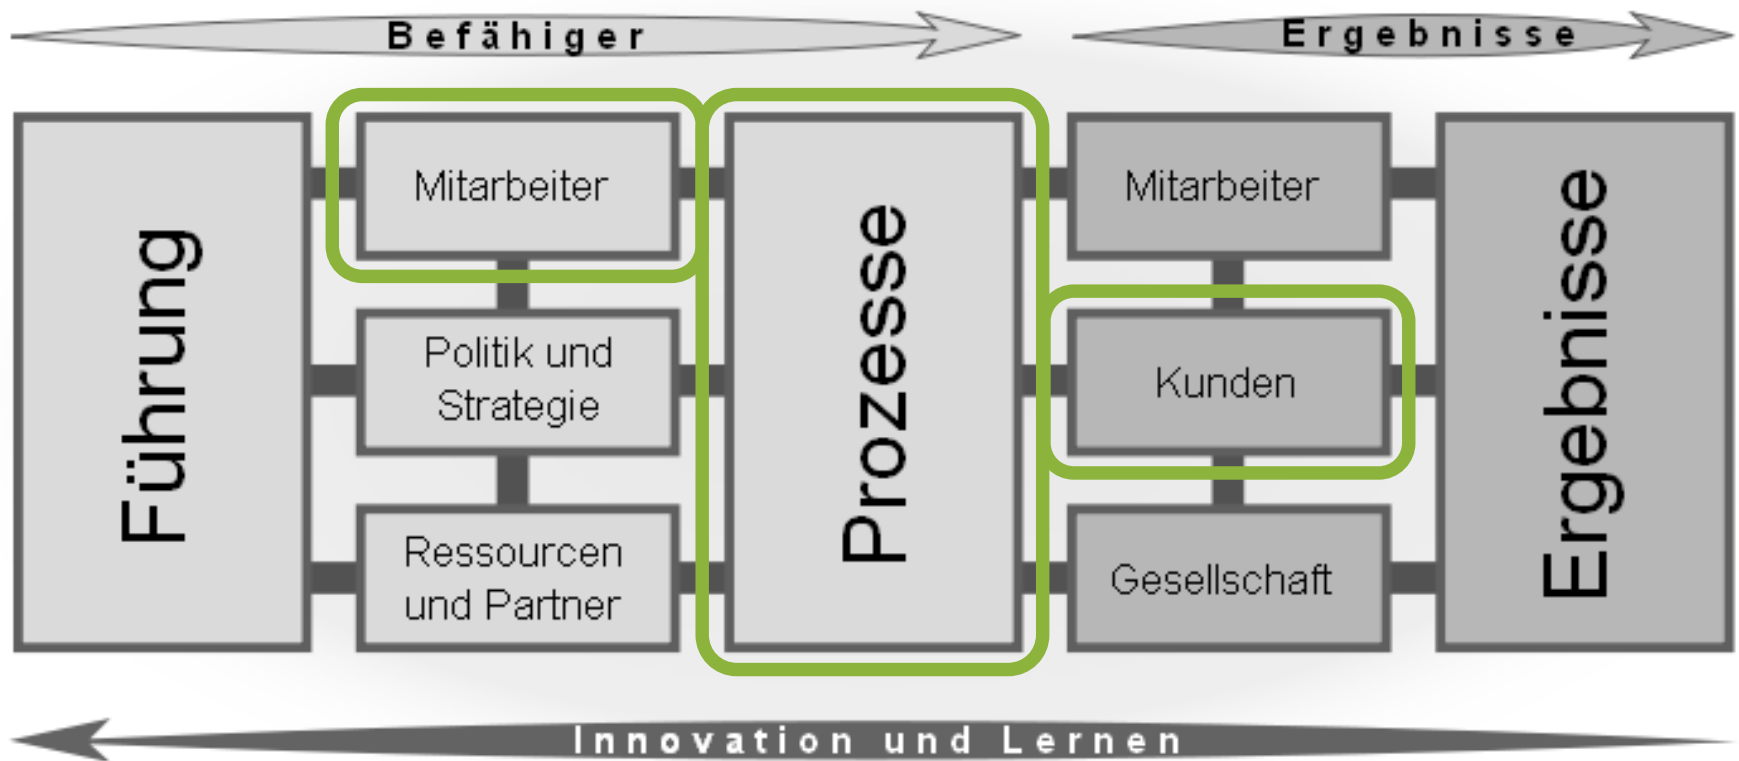 Befähiger
Ergebnisse
Führung
Mitarbeiter
Politik und
Strategie
Ressourcen
und Partner
Prozesse
Mitarbeiter
Kunden
Gesellschaft
Ergebnisse
Innovation und Lernen